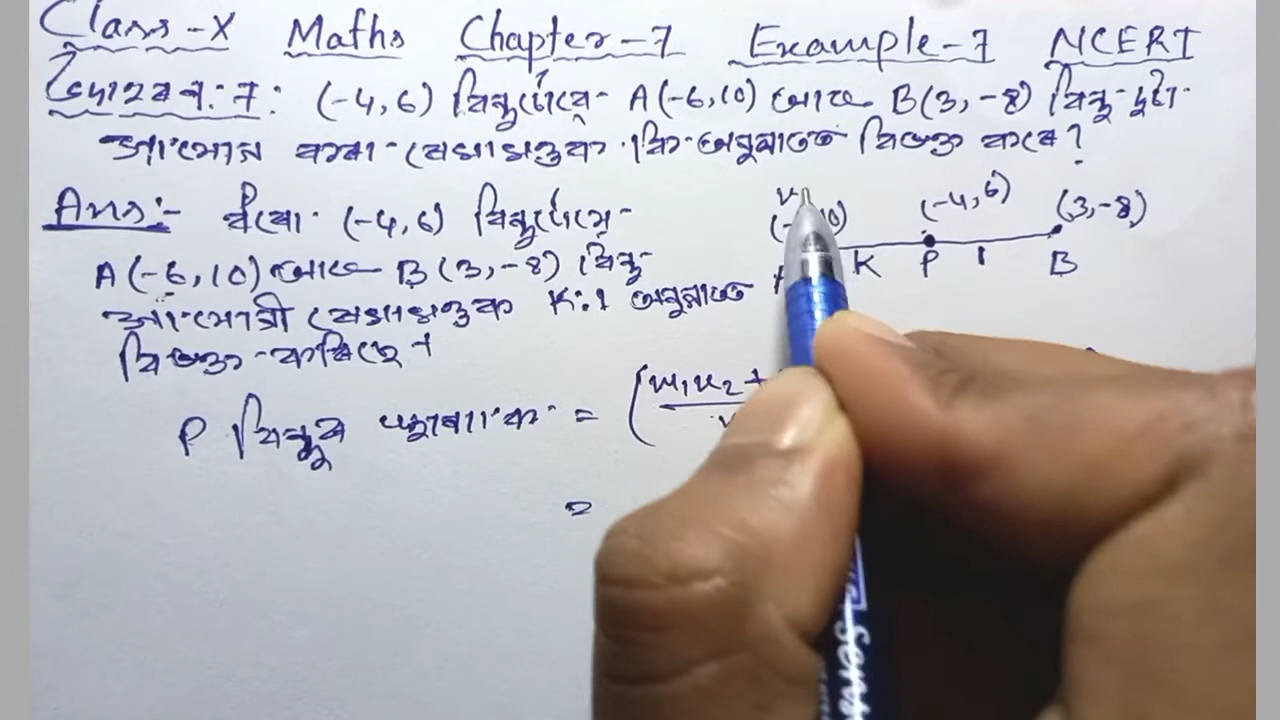 Class-X Maths Chapter-7 Example-7 NCERT
উদাহৰণ:7: (-4,6) বিন্দুটোৱে A(-6,10) আৰু B(3,-8) বিন্দু দুটা
সংযোগ কৰা ৰেখাখণ্ডক কি অনুপাতত বিভক্ত কৰে?
Ans:- ধৰো (-4,6) বিন্দুটোৱে
A(-6,10) আৰু B(3,-8) বিন্দু
সংযোগী ৰেখাখণ্ডক K:1 অনুপাতত
বিভক্ত কৰিছে।
(-4,6) (3,-8)
K P 1 B
P বিন্দুৰ স্থানাংক = (m₁x₂+
=